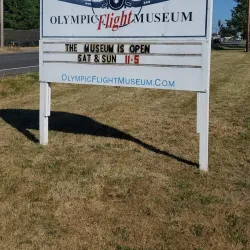 OLYMPIC Flight MUSEUM
THE MUSEUM IS OPEN
SAT & SUN 11-5
OLYMPICFLIGHTMUSEUM.COM